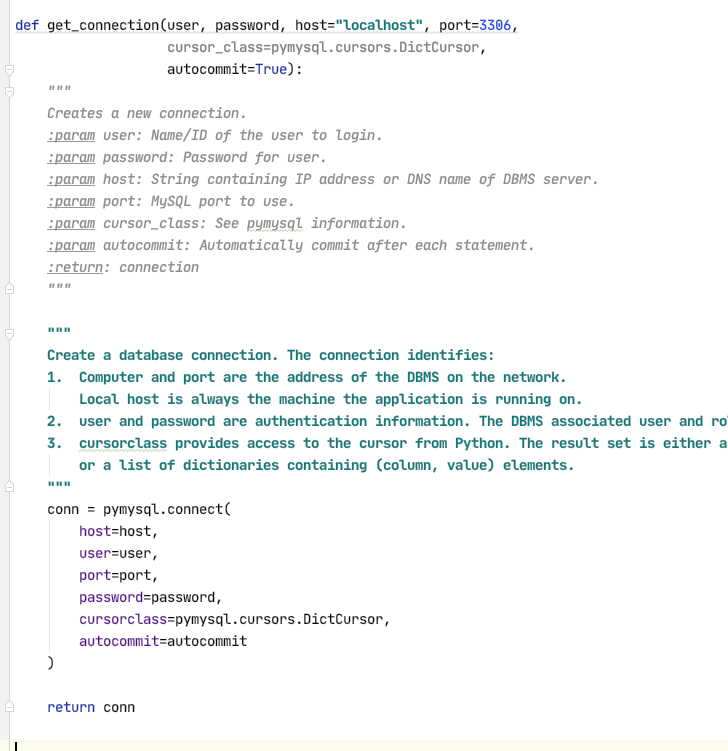 def get_connection(user, password, host="localhost", port=3306,
                   cursor_class=pymysql.cursors.DictCursor,
                   autocommit=True):
    """
    Creates a new connection.
    :param user: Name/ID of the user to login.
    :param password: Password for user.
    :param host: String containing IP address or DNS name of DBMS server.
    :param port: MySQL port to use.
    :param cursor_class: See pymysql information.
    :param autocommit: Automatically commit after each statement.
    :return: connection
    """
    """
    Create a database connection. The connection identifies:
    1.  Computer and port are the address of the DBMS on the network.
        Local host is always the machine the application is running on.
    2.  user and password are authentication information. The DBMS associated user and
    3.  cursorclass provides access to the cursor from Python. The result set is either a
        or a list of dictionaries containing (column, value) elements.
    """
    conn = pymysql.connect(
        host=host,
        user=user,
        port=port,
        password=password,
        cursorclass=pymysql.cursors.DictCursor,
        autocommit=autocommit
    )
    return conn